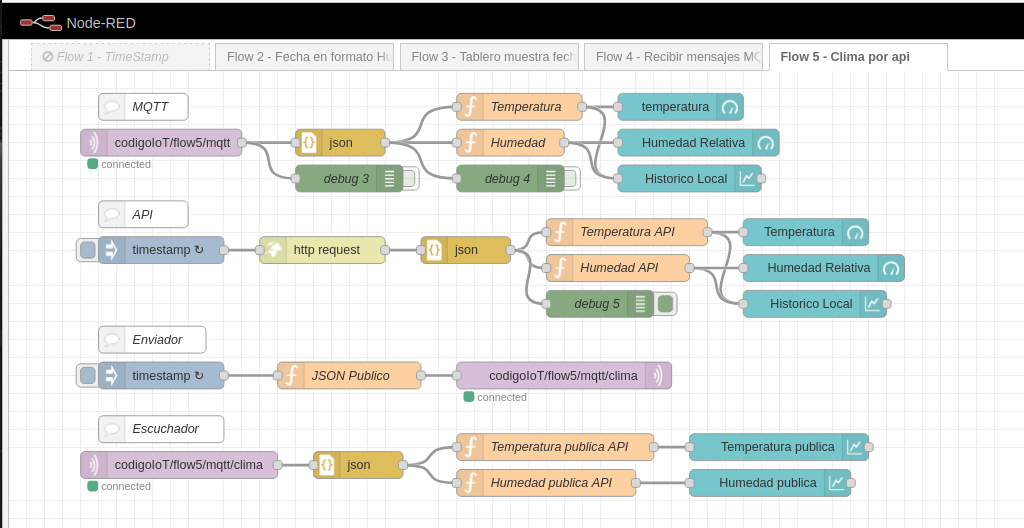 Node-RED
Flow 1 - TimeStamp
Flow 2 - Fecha en formato Hu
Flow 3 - Tablero muestra fech
Flow 4 - Recibir mensajes MQ
Flow 5 - Clima por api
MQTT
codigoIoT/flow5/mqtt
connected
json
debug 3
Temperatura
Humedad
debug 4
temperatura
Humedad Relativa
Historico Local
API
timestamp ↻
http request
json
Temperatura API
Humedad API
debug 5
Temperatura
Humedad Relativa
Historico Local
Enviador
timestamp ↻
JSON Publico
codigoIoT/flow5/mqtt/clima
connected
Escuchador
codigoIoT/flow5/mqtt/clima
connected
json
Temperatura publica API
Humedad publica API
Temperatura publica
Humedad publica